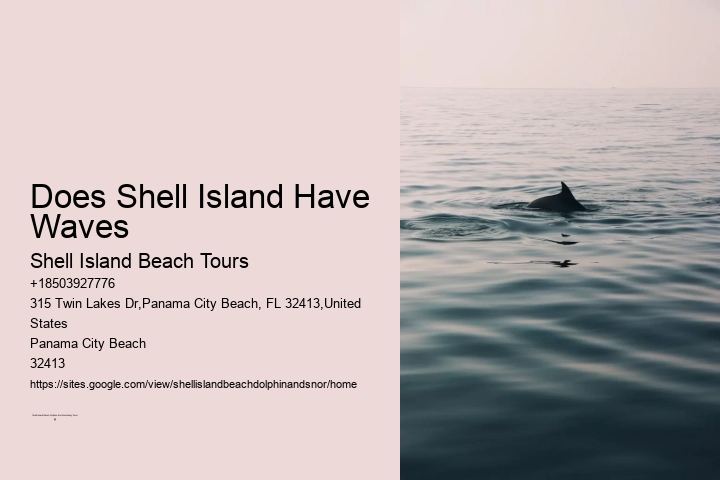 Does Shell Island Have
Waves
Shell Island Beach Tours
+18503927776
315 Twin Lakes Dr,Panama City Beach, FL 32413,United
States
Panama City Beach
32413
https://sites.google.com/view/shellislandbeachdolphinandsnor/home